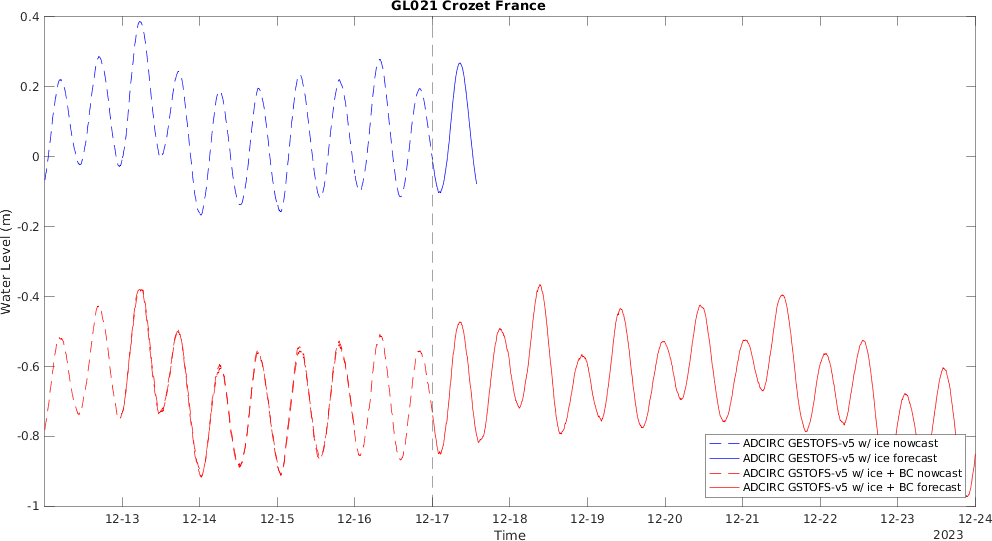 GL021 Crozet France
0.4
0.2
0
-0.2
-0.4
-0.6
-0.8
-1
Water Level (m)
ADCIRC GESTOFS-v5 w/ ice nowcast
ADCIRC GESTOFS-v5 w/ ice forecast
ADCIRC GSTOFS-v5 w/ ice + BC nowcast
ADCIRC GSTOFS-v5 w/ ice + BC forecast
12-13 12-14 12-15 12-16 12-17 12-18 12-19 12-20 12-21 12-22 12-23 12-24
Time
2023